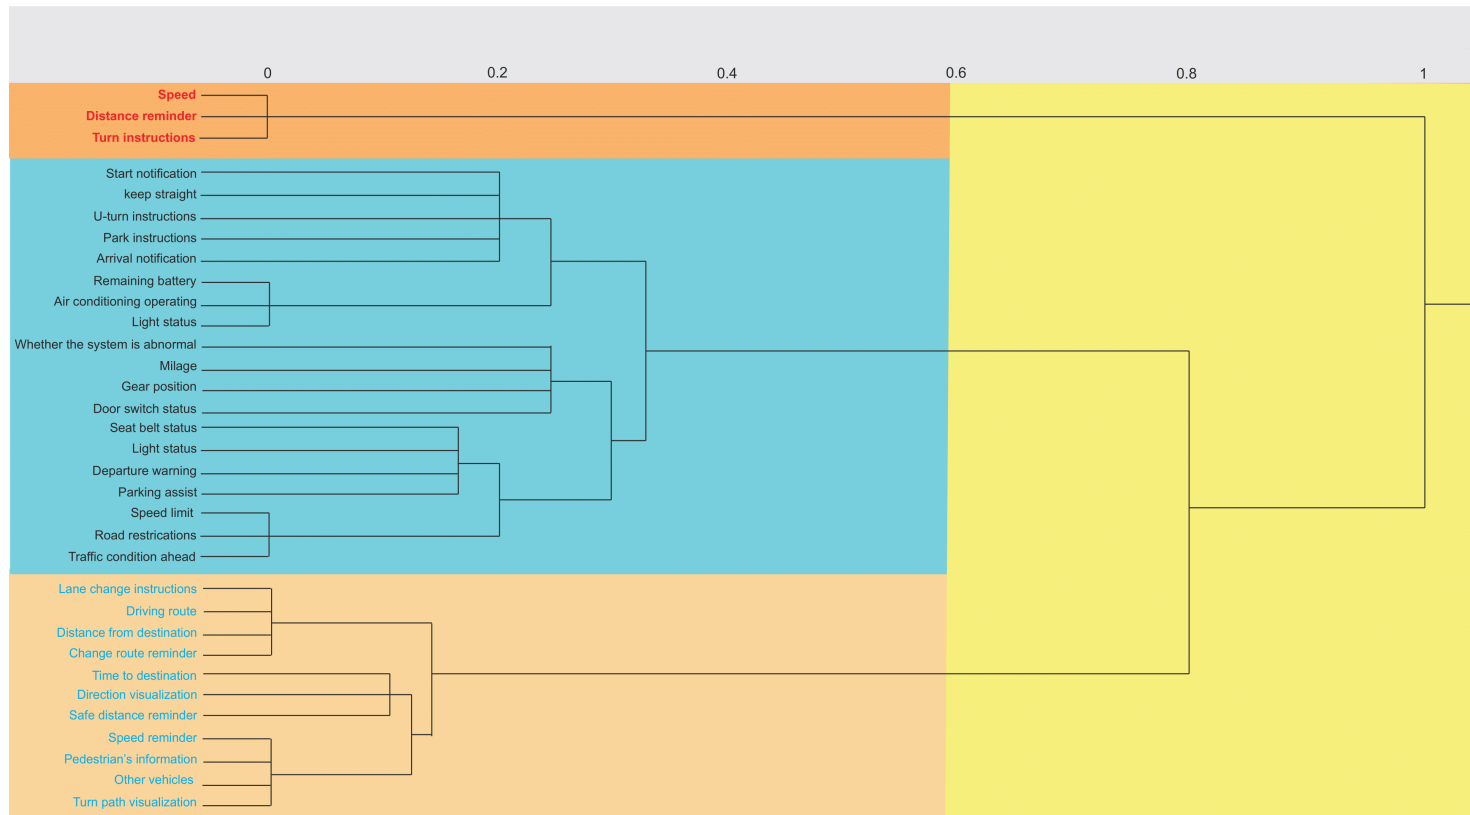 0 0.2 0.4 0.6 0.8 1
Speed
Distance reminder
Turn instructions
Start notification
keep straight
U-turn instructions
Park instructions
Arrival notification
Remaining battery
Air conditioning operating
Light status
Whether the system is abnormal
Milage
Gear position
Door switch status
Seat belt status
Light status
Departure warning
Parking assist
Speed limit
Road restrications
Traffic condition ahead
Lane change instructions
Driving route
Distance from destination
Change route reminder
Time to destination
Direction visualization
Safe distance reminder
Speed reminder
Pedestrian's information
Other vehicles
Turn path visualization